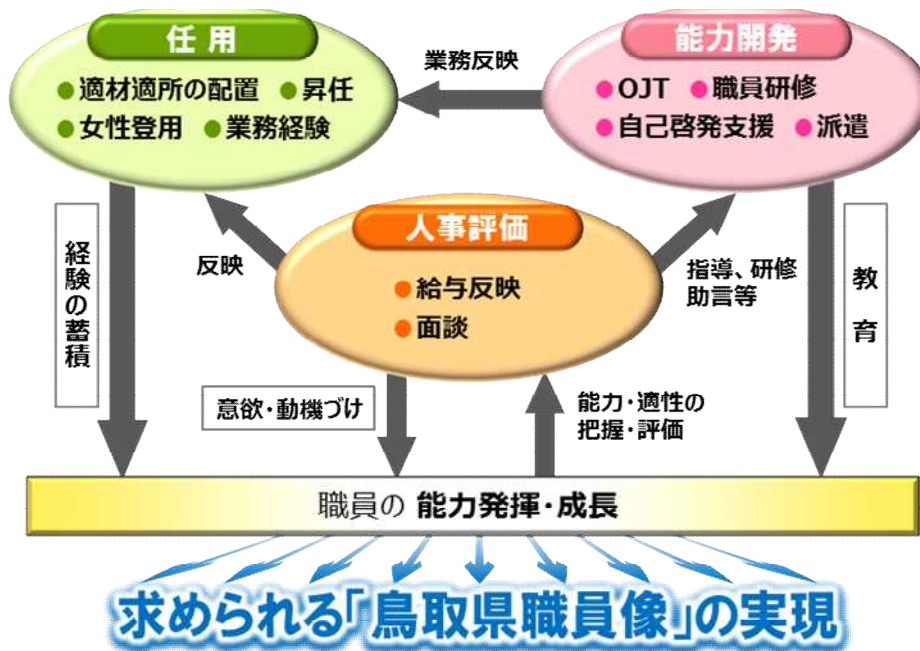 任用
●適材適所の配置 ●昇任
●女性登用 ●業務経験
業務反映
能力開発
●OJT ●職員研修
●自己啓発支援 ●派遣
人事評価
●給与反映
●面談
反映
指導、研修
助言等
経験の蓄積
教育
意欲・動機づけ
能力・適性の
把握・評価
職員の 能力発揮・成長
求められる「鳥取県職員像」の実現